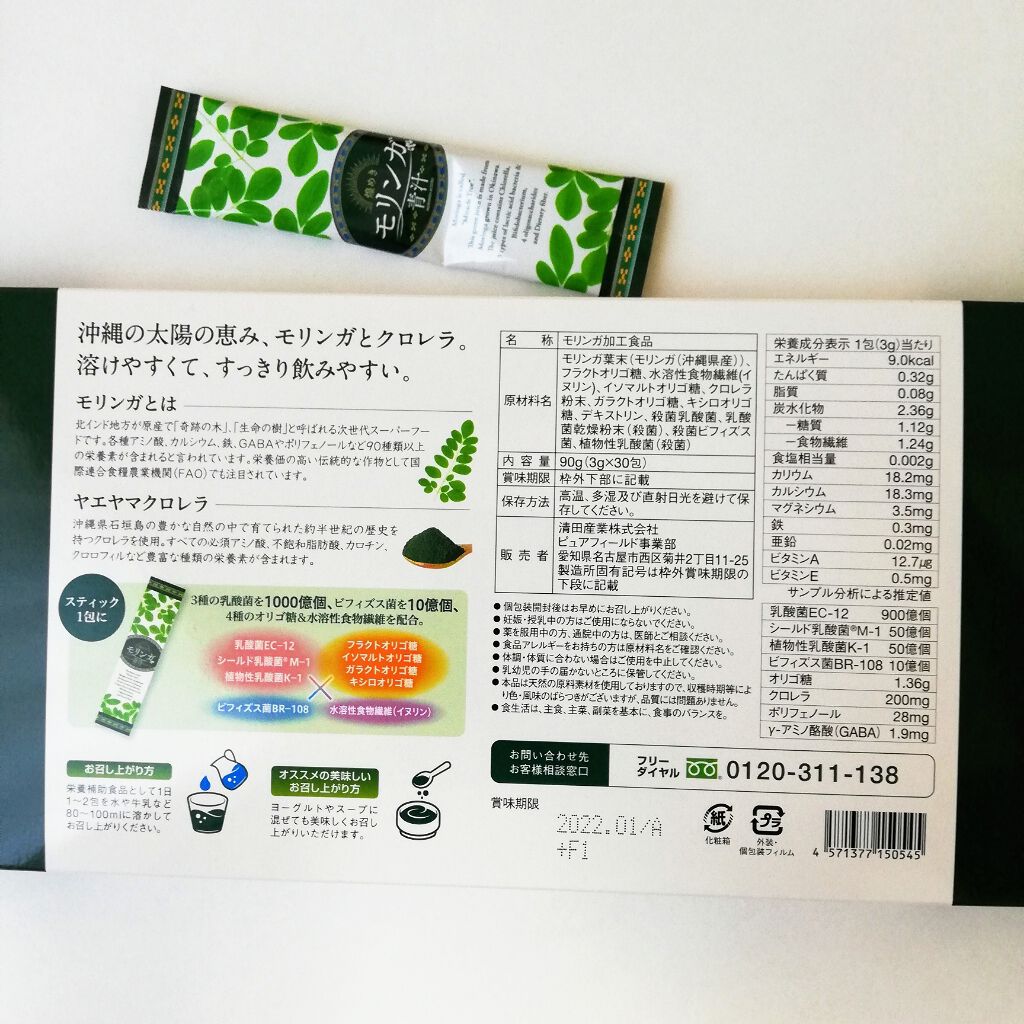 煌めき
モリンガ
青汁
Moringa is called
"Miracle Tree".
This green juice is made from
Moringa grown in Okinawa.
The juice contains Chlorella,
Bifidobacterium,
4 oligosaccharides
and Dietary fiber.
沖縄の太陽の恵み、モリンガとクロレラ。
溶けやすくて、すっきり飲みやすい。
モリンガとは
北インド地方が原産で「奇跡の木」、「生命の樹」と呼ばれる次世代スーパーフー
ドです。各種アミノ酸、カルシウム、鉄、GABAやポリフェノールなど90種類以上
の栄養素が含まれると言われています。栄養価の高い伝統的な作物として国
際連合食糧農業機関(FAO)でも注目されています。
ヤエヤマクロレラ
沖縄県石垣島の豊かな自然の中で育てられた約半世紀の歴史を
持つクロレラを使用。すべての必須アミノ酸、不飽和脂肪酸、カロチン、
クロロフィルなど豊富な種類の栄養素が含まれます。
スティック
1包に
モリンガ
3種の乳酸菌を1000億個、ビフィズス菌を10億個、
4種のオリゴ糖&水溶性食物繊維を配合。
乳酸菌EC-12
シールド乳酸菌®M-1
植物性乳酸菌K-1
フラクトオリゴ糖
イソマルトオリゴ糖
ガラクトオリゴ糖
キシロオリゴ糖
ビフィズス菌BR-108
水溶性食物繊維(イヌリン)
お召し上がり方
栄養補助食品として1日
1〜2包を水や牛乳など
80〜100mlに溶かして
お召し上がりください。
オススメの美味しい
お召し上がり方
ヨーグルトやスープに
混ぜても美味しくお召し
上がりいただけます。
名 称 モリンガ加工食品
原材料名 モリンガ葉末(モリンガ(沖縄県産))、
フラクトオリゴ糖、水溶性食物繊維(イ
ヌリン)、イソマルトオリゴ糖、クロレラ
粉末、ガラクトオリゴ糖、キシロオリゴ
糖、デキストリン、殺菌乳酸菌、乳酸
菌乾燥粉末(殺菌)、殺菌ビフィズス
菌、植物性乳酸菌(殺菌)
内 容 量 90g(3g×30包)
賞味期限 枠外下部に記載
保存方法 高温、多湿及び直射日光を避けて保
存してください。
販 売 者 清田産業株式会社
ピュアフィールド事業部
愛知県名古屋市西区菊井2丁目11-25
製造所固有記号は枠外賞味期限の
下段に記載
●個包装開封後はお早めにお召し上がりください。
●妊娠・授乳中の方はご使用にならないでください。
●薬を服用中の方、通院中の方は、医師とご相談ください。
●食品アレルギーをお持ちの方は原材料名をご確認ください。
●体調・体質に合わない場合はご使用を中止してください。
●乳幼児の手の届かないところに保管してください。
●本品は天然の原料素材を使用しておりますので、収穫時期等によ
り色・風味のばらつきがございますが、品質には問題ありません。
●食生活は、主食、主菜、副菜を基本に、食事のバランスを。
栄養成分表示 1包(3g)当たり
エネルギー 9.0kcal
たんぱく質 0.32g
脂質 0.08g
炭水化物 2.36g
−糖質 1.12g
−食物繊維 1.24g
食塩相当量 0.002g
カリウム 18.2mg
カルシウム 18.3mg
マグネシウム 3.5mg
鉄 0.3mg
亜鉛 0.02mg
ビタミンA 12.7μg
ビタミンE 0.5mg
サンプル分析による推定値
乳酸菌EC-12 900億個
シールド乳酸菌®M-1 50億個
植物性乳酸菌K-1 50億個
ビフィズス菌BR-108 10億個
オリゴ糖 1.36g
クロレラ 200mg
ポリフェノール 28mg
γ-アミノ酪酸(GABA) 1.9mg
お問い合わせ先
お客様相談窓口
フリー
ダイヤル 0120-311-138
賞味期限
2022.01/A
+F1
紙
化粧箱
プラ
外装・
個包装フィルム
4 571377 150545